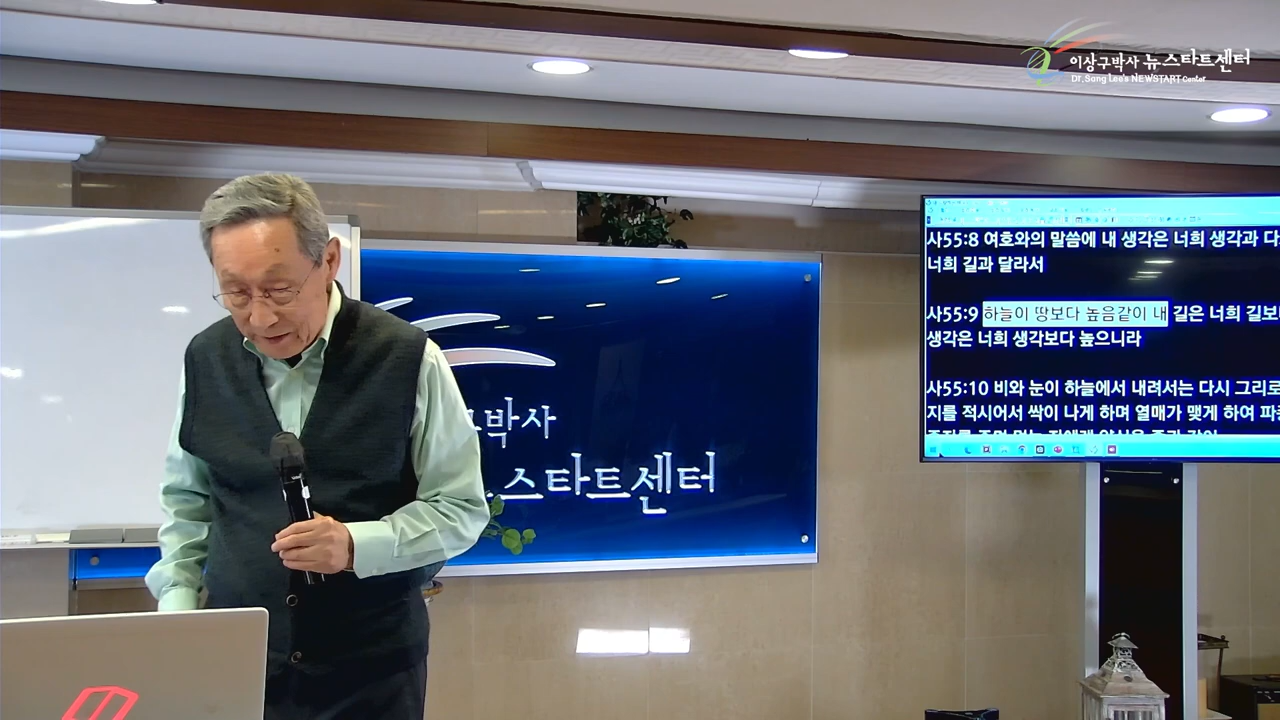 이상구박사 뉴스타트센터
Dr. Sang Lee's NEWSTART Center
사55:8 여호와의 말씀에 내 생각은 너희 생각과
너희 길과 달라서
사55:9 하늘이 땅보다 높음같이 내 길은 너희
생각은 너희 생각보다 높으니라
사55:10 비와 눈이 하늘에서 내려서는 다시 그리로
지를 적시어서 싹이 나게 하며 열매가 맺게 하여
구박사
스타트센터